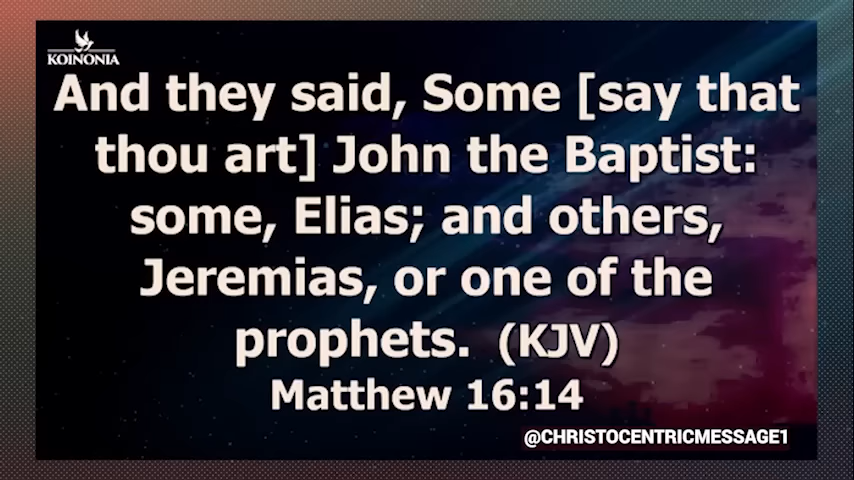 KOINONIA
And they said, Some [say that
thou art] John the Baptist:
some, Elias; and others,
Jeremias, or one of the
prophets. (KJV)
Matthew 16:14
@CHRISTOCENTRICMESSAGE1